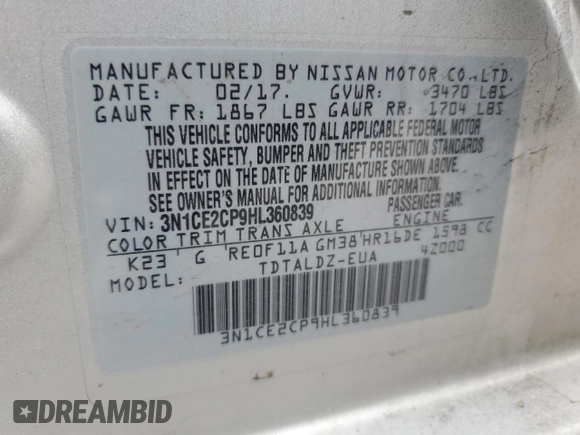 MANUFACTURED BY NISSAN MOTOR CO.,LTD.
DATE: 02/17. GVWR: 3470 LBS
GAWR FR: 1867 LBS GAWR RR: 1704 LBS
THIS VEHICLE CONFORMS TO ALL APPLICABLE FEDERAL MOTOR
VEHICLE SAFETY, BUMPER AND THEFT PREVENTION STANDARDS
IN EFFECT ON THE DATE OF MANUFACTURE SHOWN ABOVE.
SEE OWNER'S MANUAL FOR ADDITIONAL INFORMATION.
VIN: 3N1CE2CP9HL360839 PASSENGER CAR.
COLOR TRIM TRANS AXLE ENGINE
K23 G RE0F11A GM38 HR16DE 1598 CC
MODEL: TDTALDZ-EUA 42000
3N1CE2CP9HL360839
DREAMBID